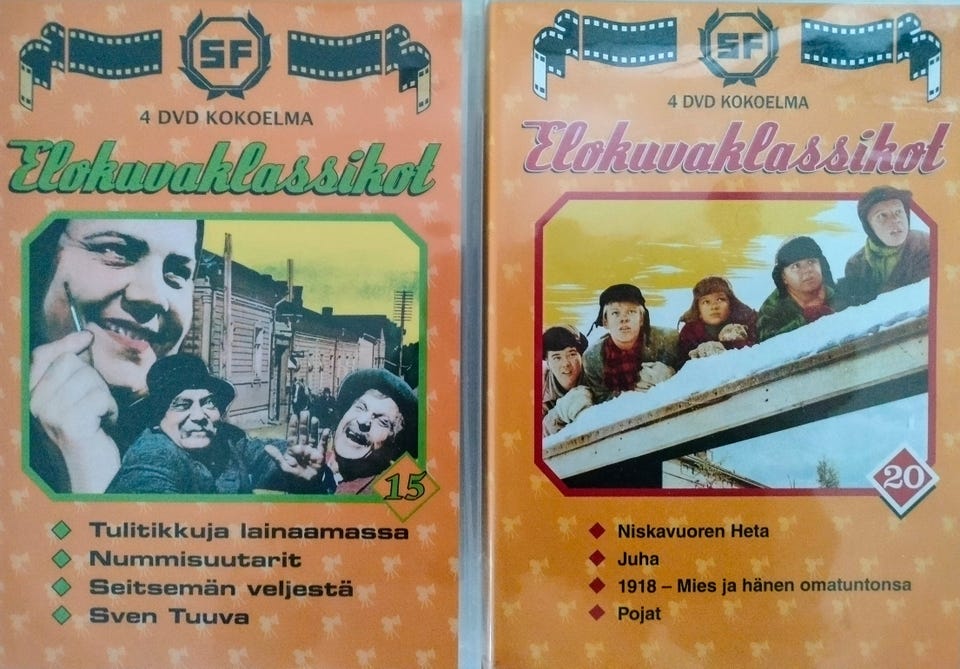 SF
4 DVD KOKOELMA
Elokuvaklassikot
15
Tulitikkuja lainaamassa
Nummisuutarit
Seitsemän veljestä
Sven Tuuva
SF
4 DVD KOKOELMA
Elokuvaklassikot
20
Niskavuoren Heta
Juha
1918 – Mies ja hänen omatuntonsa
Pojat